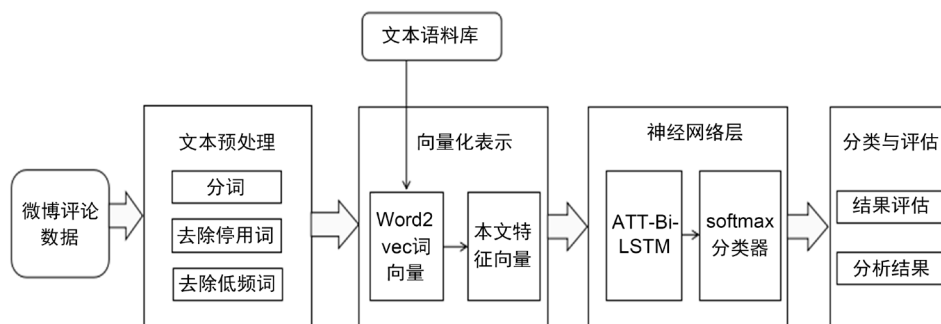 文本语料库
微博评论
数据
文本预处理
分词
去除停用词
去除低频词
向量化表示
Word2
vec词
向量
本文特
征向量
神经网络层
ATT-Bi-
LSTM
softmax
分类器
分类与评估
结果评估
分析结果